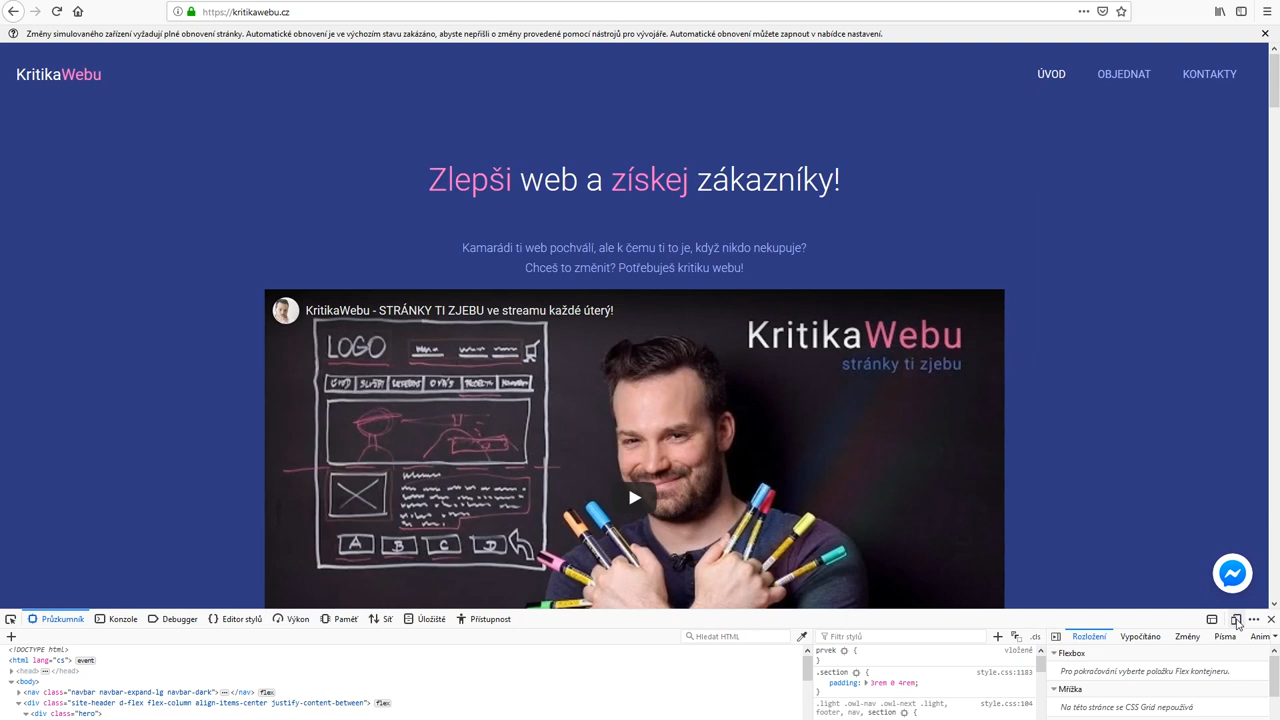 https://kritikawebu.cz
Změny simulovaného zařízení vyžadují plné obnovení stránky. Automatické obnovení je ve výchozím stavu zakázáno, abyste nepřišli o změny provedené pomocí nástrojů pro vývojáře. Automatické obnovení můžete zapnout v nabídce nastavení.
KritikaWebu
ÚVOD OBJEDNAT KONTAKTY
Zlepši web a získej zákazníky!
Kamarádi ti web pochválí, ale k čemu ti to je, když nikdo nekupuje?
Chceš to změnit? Potřebuješ kritiku webu!
KritikaWebu - STRÁNKY TI ZJEBU ve streamu každé úterý!
KritikaWebu
stránky ti zjebu
LOGO
A B C D
Průzkumník Konzole Debugger Editor stylů Výkon Paměť Síť Úložiště Přístupnost
Hledat HTML
Filtr stylů
.cls
Rozložení Vypočítáno Změny Písma Anim
<!DOCTYPE html>
<html lang="cs"> event
<head> </head>
<body>
<nav class="navbar navbar-expand-lg navbar-dark"> </nav> flex
<div class="site-header d-flex flex-column align-items-center justify-content-between"> flex
<div class="hero">
prvek { vložené
}
.section { style.css:1183
padding: 3rem 0 4rem;
}
.light .owl-nav .owl-next .light, style.css:104
footer, nav, section {
Flexbox
Pro pokračování vyberte položku Flex kontejneru.
Mřížka
Na této stránce se CSS Grid nepoužívá